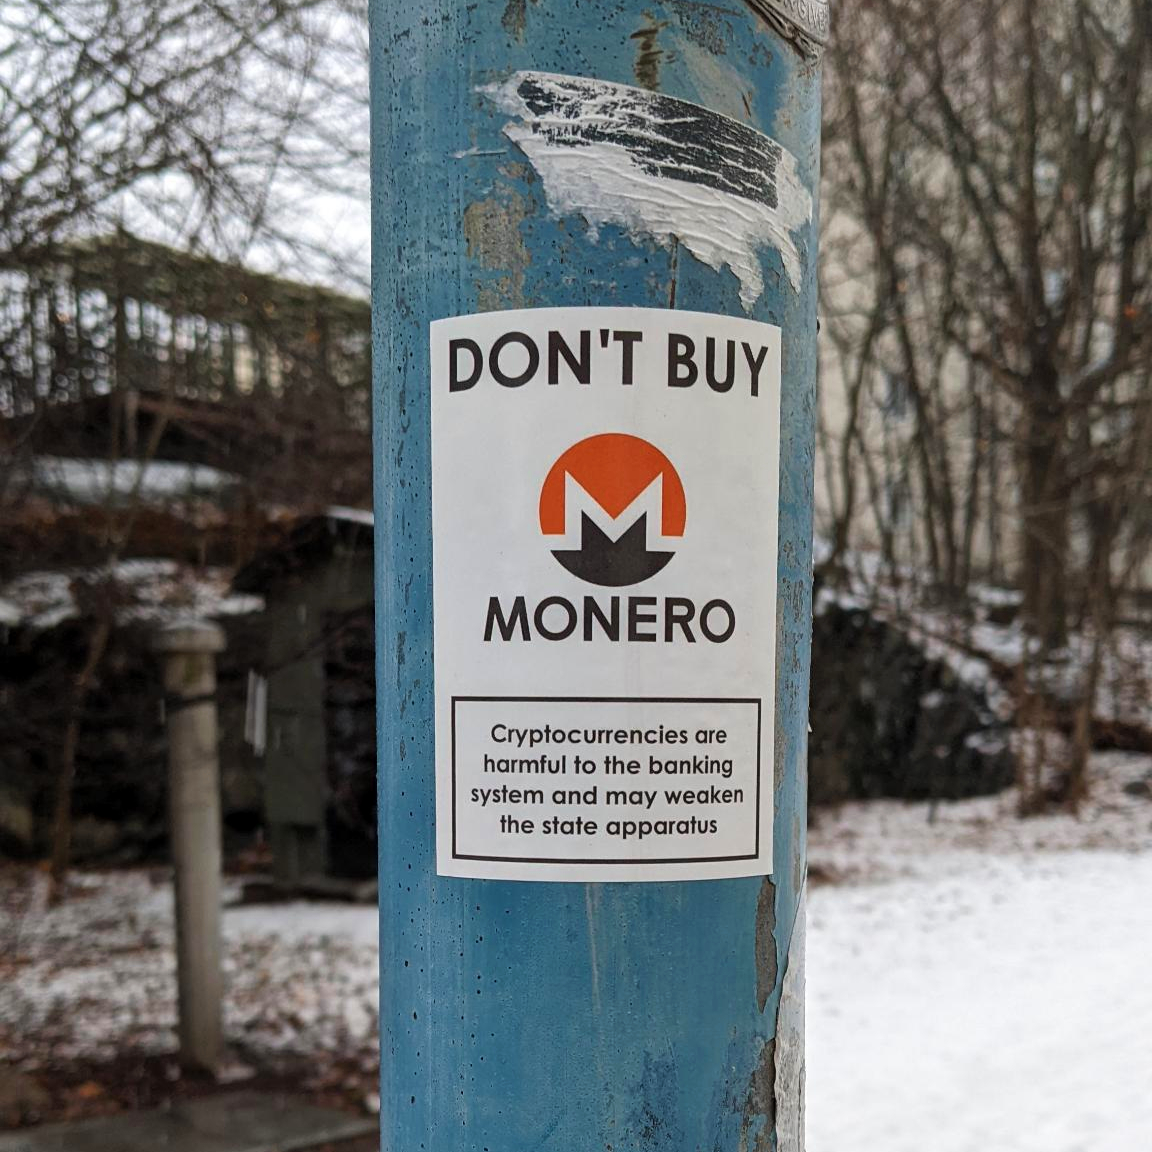 DON'T BUY
MONERO
Cryptocurrencies are
harmful to the banking
system and may weaken
the state apparatus